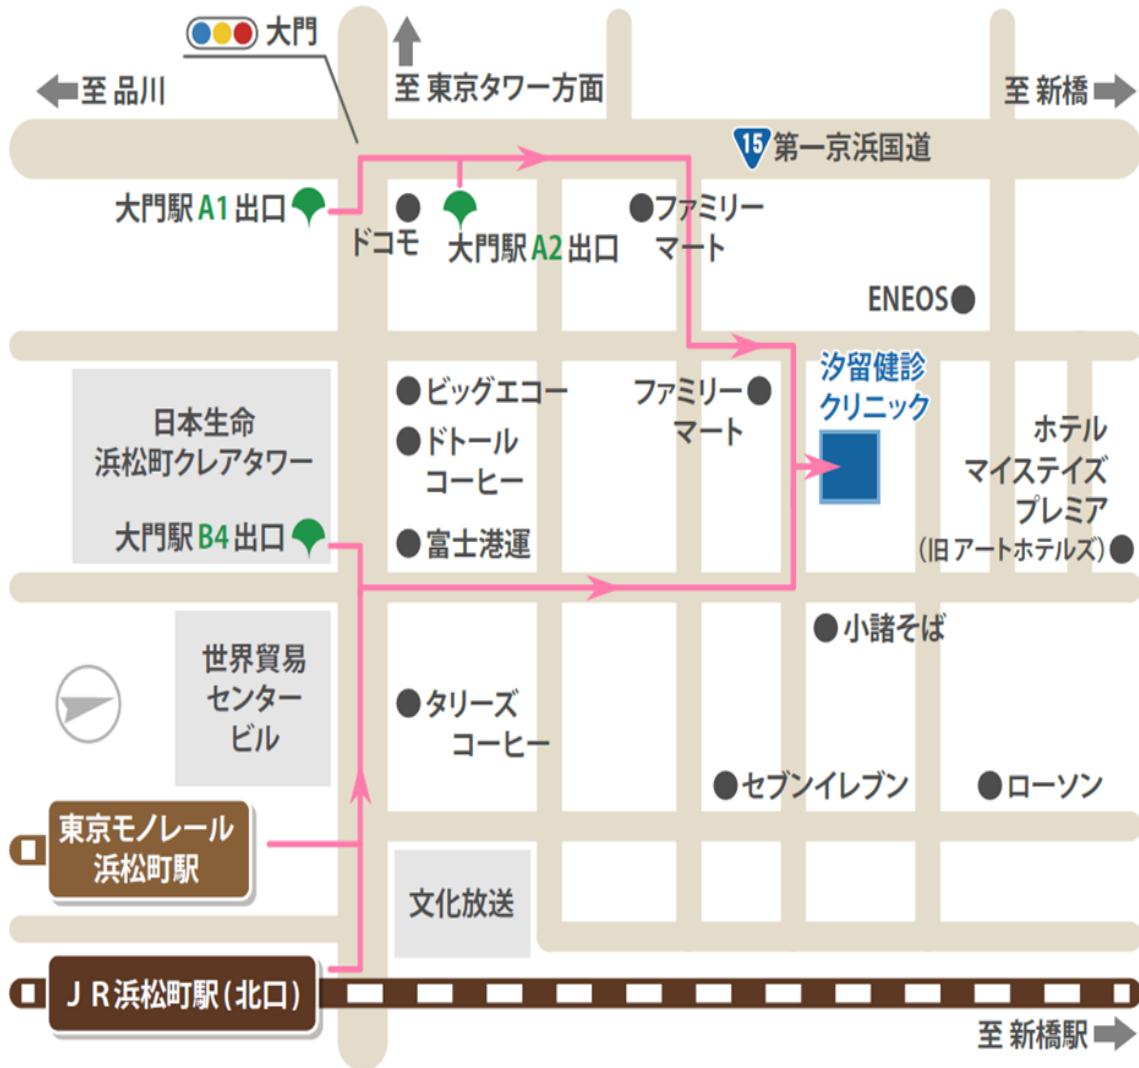 大門
至 品川
至 東京タワー方面
至 新橋
15 第一京浜国道
大門駅 A1 出口
ドコモ
大門駅 A2 出口
ファミリー
マート
ENEOS
日本生命
浜松町クレアタワー
大門駅 B4 出口
ビッグエコー
ドトール
コーヒー
富士港運
ファミリー
マート
汐留健診
クリニック
ホテル
マイステイズ
プレミア
(旧 アートホテルズ)
世界貿易
センター
ビル
タリーズ
コーヒー
小諸そば
セブンイレブン
ローソン
東京モノレール
浜松町駅
文化放送
ＪＲ浜松町駅(北口)
至 新橋駅